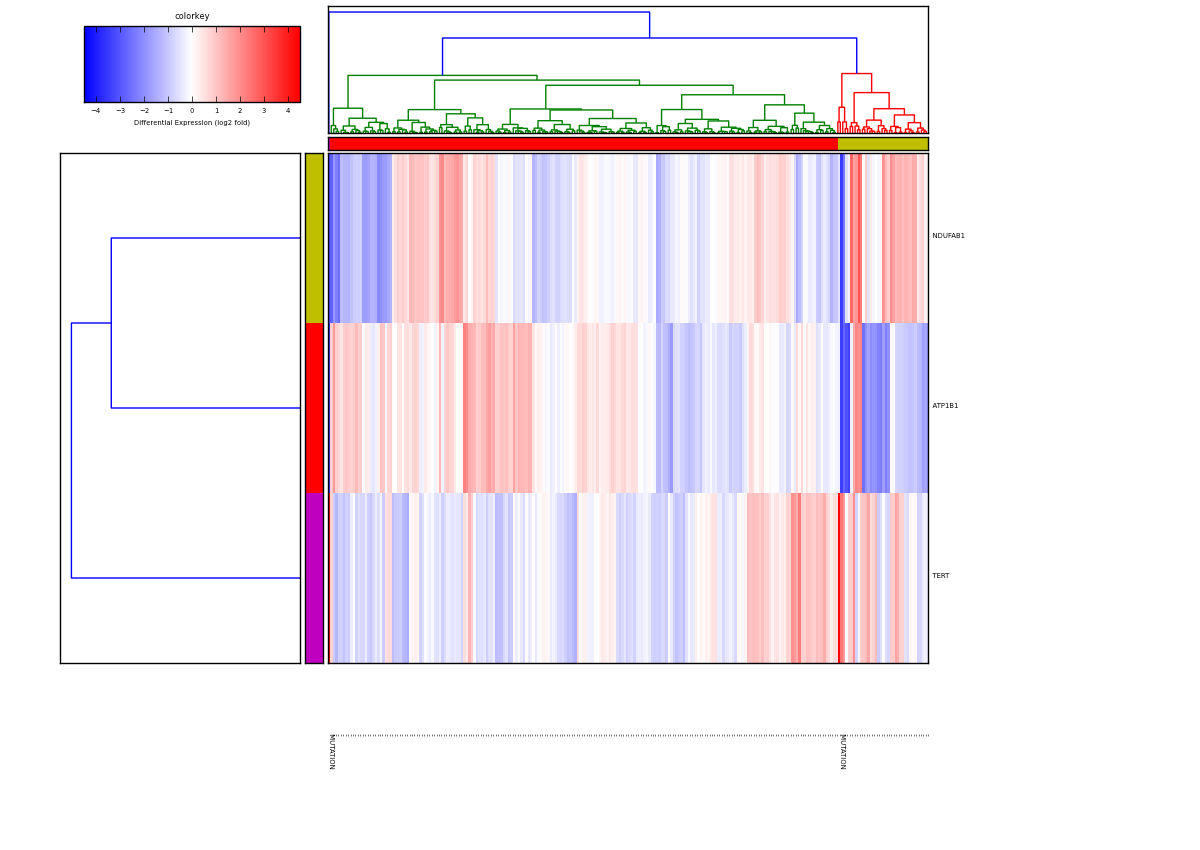 colorkey
−4 −3 −2 −1 0 1 2 3 4
Differential Expression (log2 fold)
NDUFAB1
ATP1B1
TERT
MUTATION
MUTATION